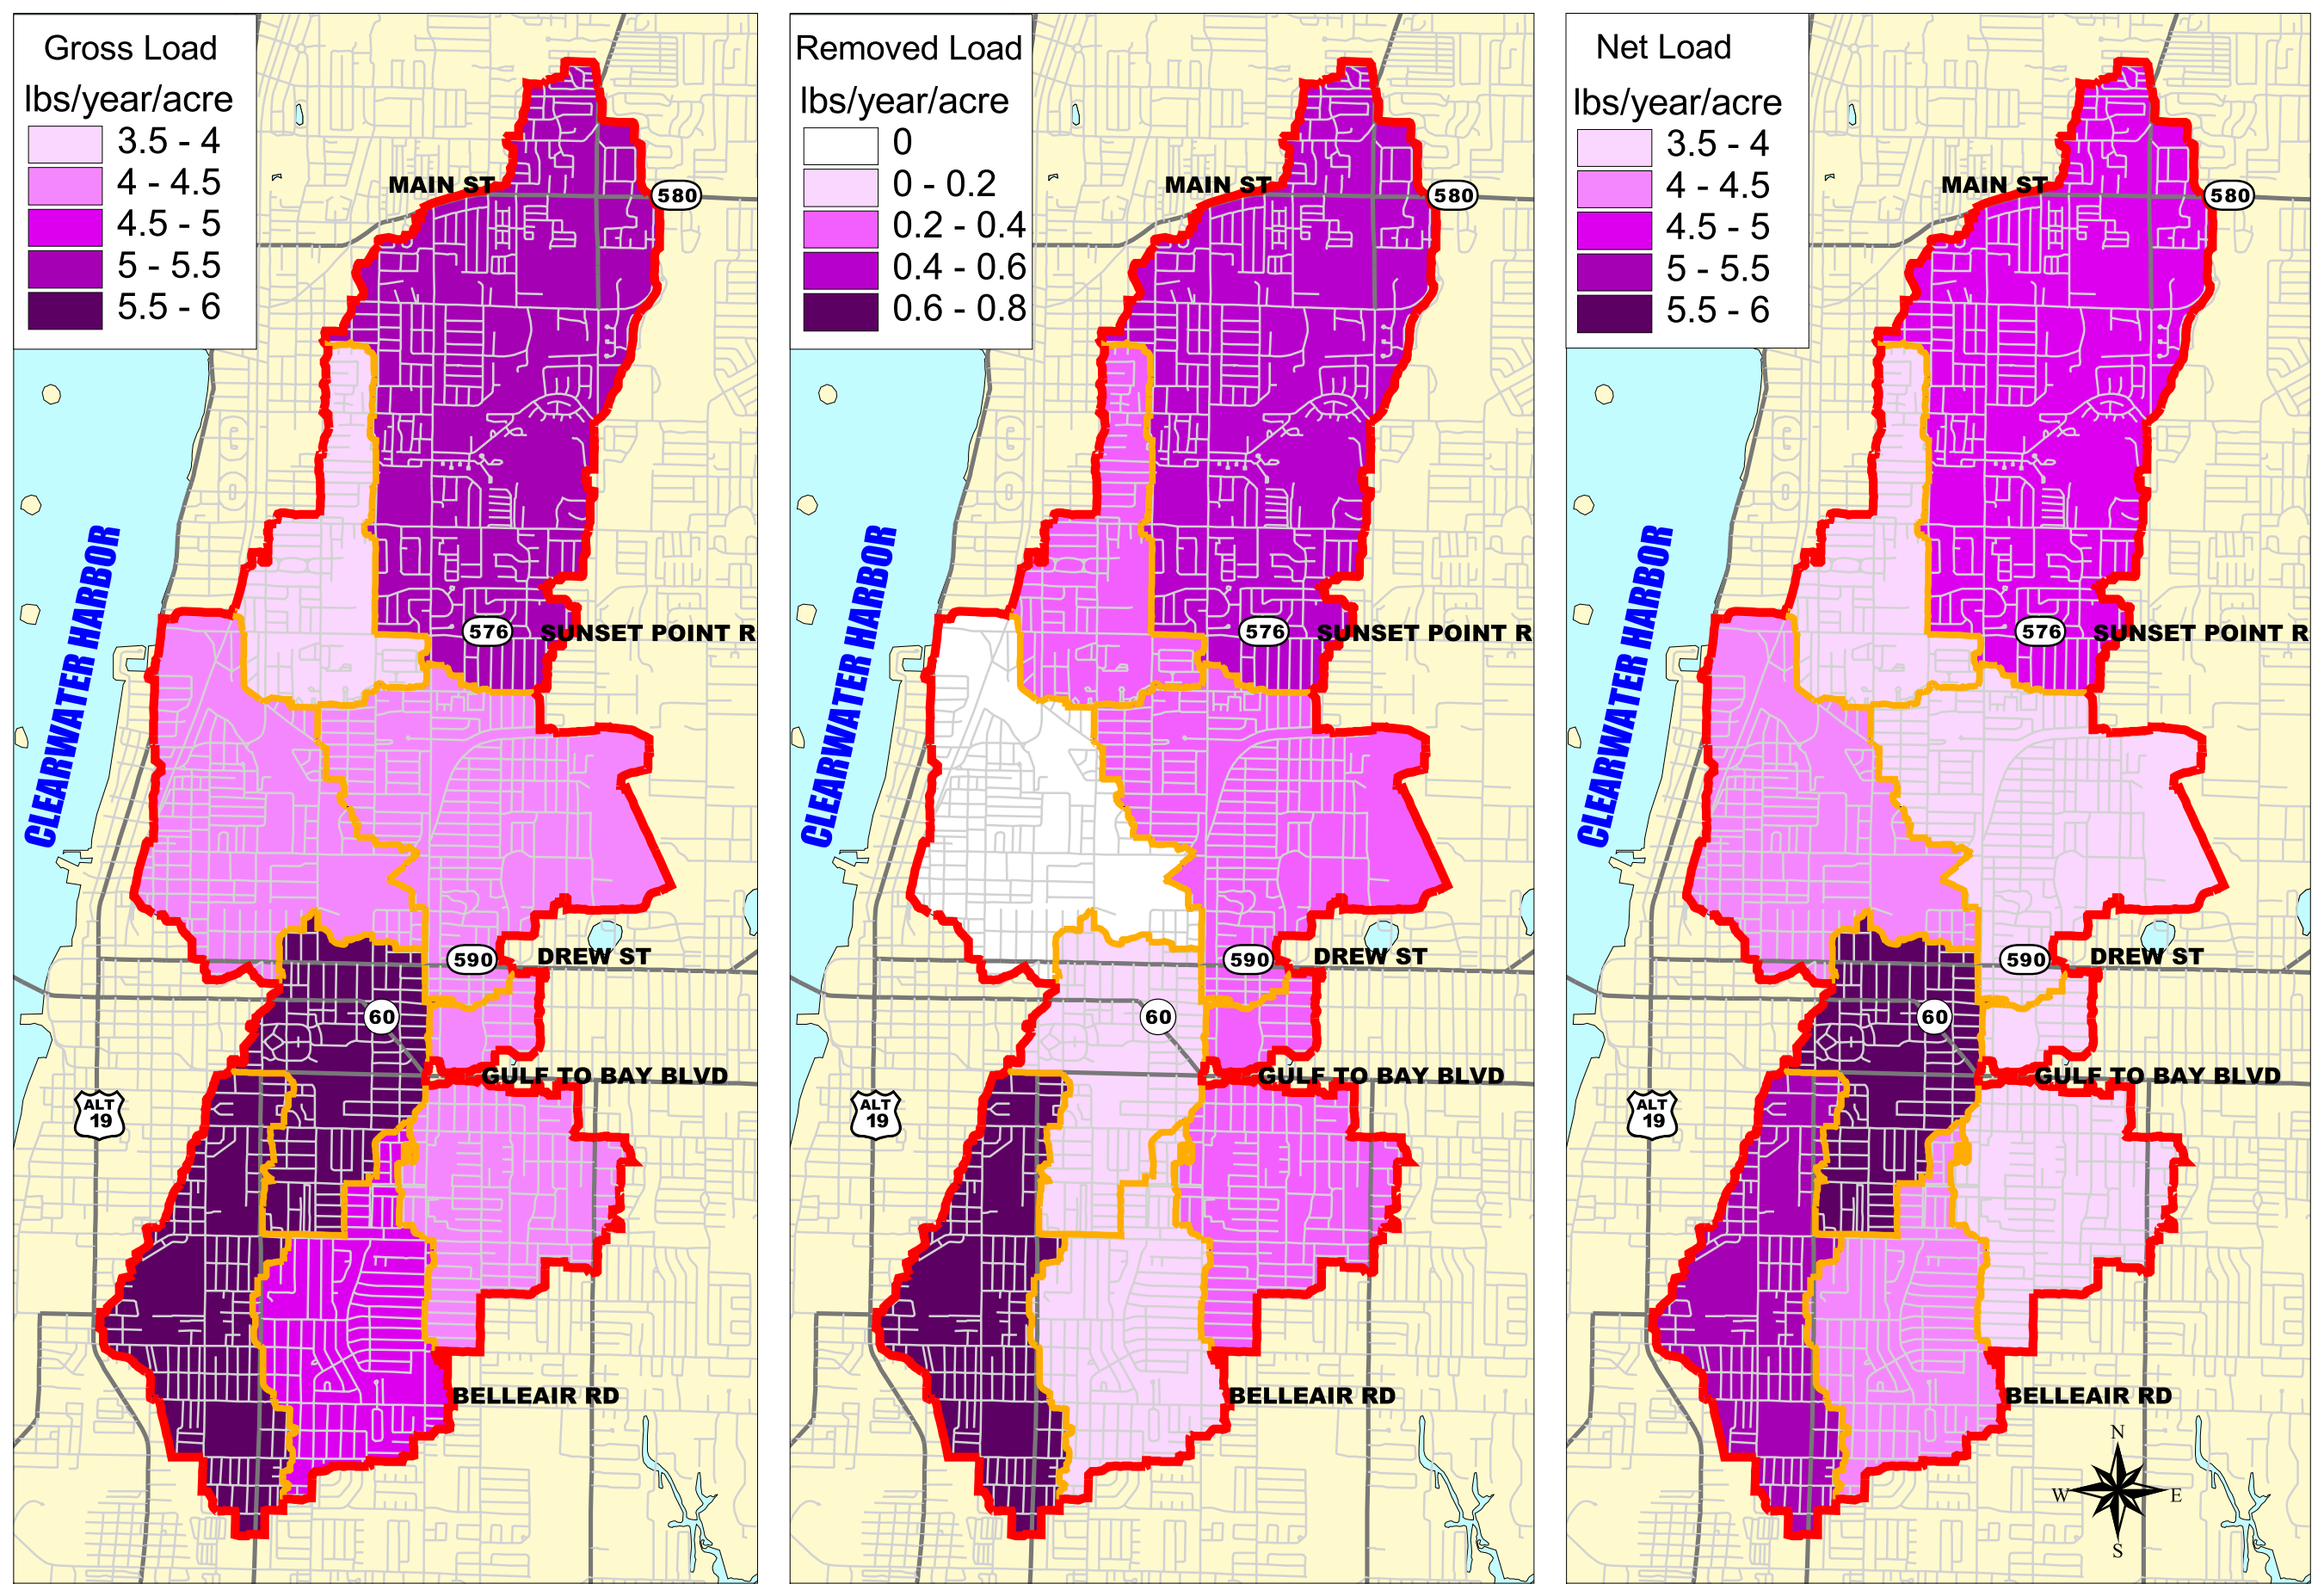 Gross Load
lbs/year/acre
3.5 - 4
4 - 4.5
4.5 - 5
5 - 5.5
5.5 - 6
MAIN ST
580
CLEARWATER HARBOR
576
SUNSET POINT R
590
DREW ST
60
GULF TO BAY BLVD
ALT
19
BELLEAIR RD
Removed Load
lbs/year/acre
0
0 - 0.2
0.2 - 0.4
0.4 - 0.6
0.6 - 0.8
MAIN ST
580
CLEARWATER HARBOR
576
SUNSET POINT R
590
DREW ST
60
GULF TO BAY BLVD
ALT
19
BELLEAIR RD
Net Load
lbs/year/acre
3.5 - 4
4 - 4.5
4.5 - 5
5 - 5.5
5.5 - 6
MAIN ST
580
CLEARWATER HARBOR
576
SUNSET POINT R
590
DREW ST
60
GULF TO BAY BLVD
ALT
19
BELLEAIR RD
N
W
E
S